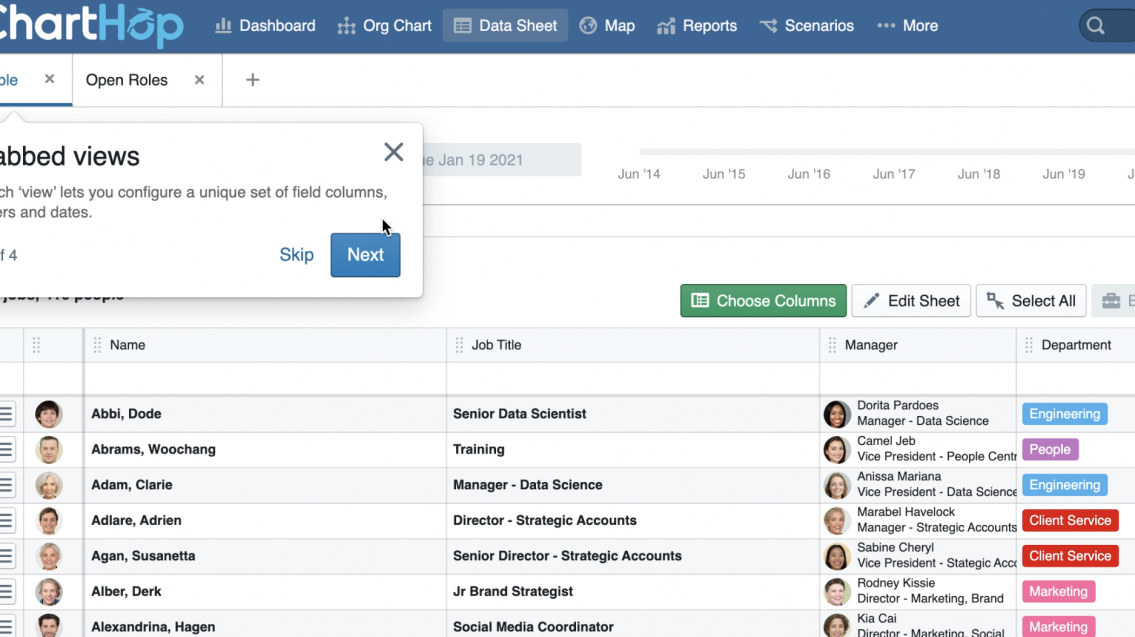 ChartHop
Dashboard
Org Chart
Data Sheet
Map
Reports
Scenarios
More
ble
Open Roles
abbed views
ch ‘view’ lets you configure a unique set of field columns,
ers and dates.
f 4
Skip
Next
ue Jan 19 2021
Jun '14
Jun '15
Jun '16
Jun '17
Jun '18
Jun '19
jobs, 110 people
Choose Columns
Edit Sheet
Select All
Name
Job Title
Manager
Department
Abbi, Dode
Senior Data Scientist
Dorita Pardoes
Manager - Data Science
Engineering
Abrams, Woochang
Training
Camel Jeb
Vice President - People Centr
People
Adam, Clarie
Manager - Data Science
Anissa Mariana
Vice President - Data Science
Engineering
Adlare, Adrien
Director - Strategic Accounts
Marabel Havelock
Manager - Strategic Accounts
Client Service
Agan, Susanetta
Senior Director - Strategic Accounts
Sabine Cheryl
Vice President - Stategic Acco
Client Service
Alber, Derk
Jr Brand Strategist
Rodney Kissie
Director - Marketing, Brand
Marketing
Alexandrina, Hagen
Social Media Coordinator
Kia Cai
Director - Marketing, Social
Marketing